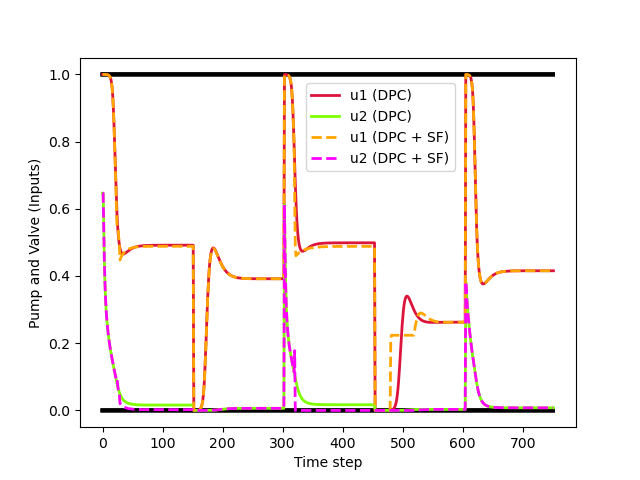 1.0
0.8
0.6
0.4
0.2
0.0
Pump and Valve (Inputs)
u1 (DPC)
u2 (DPC)
u1 (DPC + SF)
u2 (DPC + SF)
0 100 200 300 400 500 600 700
Time step